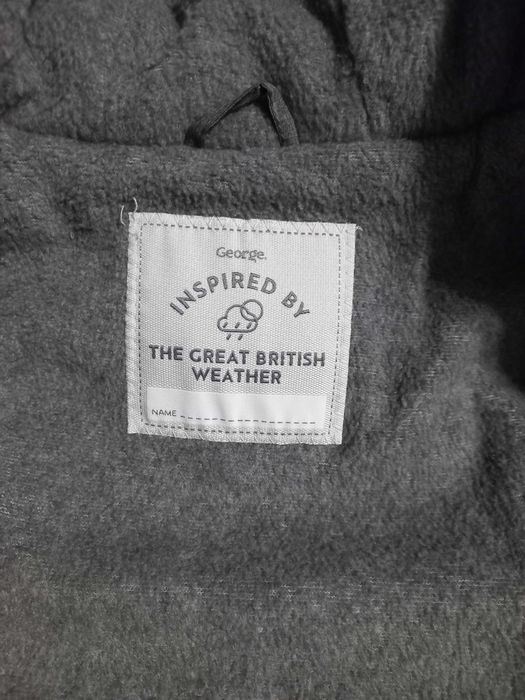 George.
INSPIRED BY
THE GREAT BRITISH
WEATHER
NAME